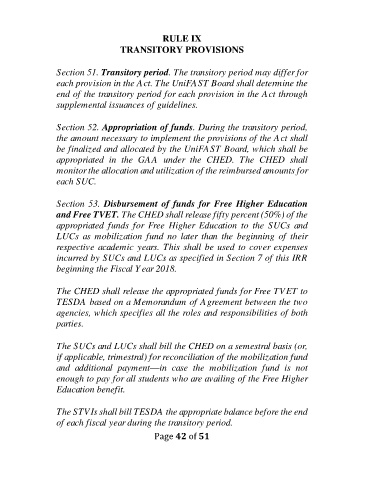 RULE IX
TRANSITORY PROVISIONS
Section 51. Transitory period. The transitory period may differ for
each provision in the Act. The UniFAST Board shall determine the
end of the transitory period for each provision in the Act through
supplemental issuances of guidelines.
Section 52. Appropriation of funds. During the transitory period,
the amount necessary to implement the provisions of the Act shall
be finalized and allocated by the UniFAST Board, which shall be
appropriated in the GAA under the CHED. The CHED shall
monitor the allocation and utilization of the reimbursed amounts for
each SUC.
Section 53. Disbursement of funds for Free Higher Education
and Free TVET. The CHED shall release fifty percent (50%) of the
appropriated funds for Free Higher Education to the SUCs and
LUCs as mobilization fund no later than the beginning of their
respective academic years. This shall be used to cover expenses
incurred by SUCs and LUCs as specified in Section 7 of this IRR
beginning the Fiscal Year 2018.
The CHED shall release the appropriated funds for Free TVET to
TESDA based on a Memorandum of Agreement between the two
agencies, which specifies all the roles and responsibilities of both
parties.
The SUCs and LUCs shall bill the CHED on a semestral basis (or,
if applicable, trimestral) for reconciliation of the mobilization fund
and additional payment—in case the mobilization fund is not
enough to pay for all students who are availing of the Free Higher
Education benefit.
The STVIs shall bill TESDA the appropriate balance before the end
of each fiscal year during the transitory period.
Page 42 of 51